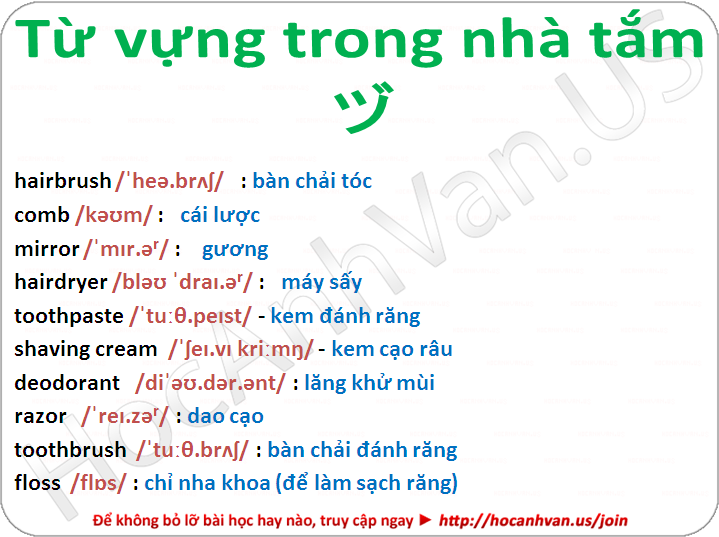 Từ vựng trong nhà tắm
ヅ
hairbrush /ˈheə.brʌʃ/ : bàn chải tóc
comb /kəʊm/ : cái lược
mirror /ˈmɪr.əʳ/ : gương
hairdryer /bləʊ ˈdraɪ.əʳ/ : máy sấy
toothpaste /ˈtuːθ.peɪst/ - kem đánh răng
shaving cream /ˈʃeɪ.vɪ kriːmŋ/ - kem cạo râu
deodorant /diˈəʊ.dər.ənt/ : lăng khử mùi
razor /ˈreɪ.zəʳ/ : dao cạo
toothbrush /ˈtuːθ.brʌʃ/ : bàn chải đánh răng
floss /flɒs/ : chỉ nha khoa (để làm sạch răng)
Để không bỏ lỡ bài học hay nào, truy cập ngay ► http://hocanhvan.us/join
HocAnhVan.Us